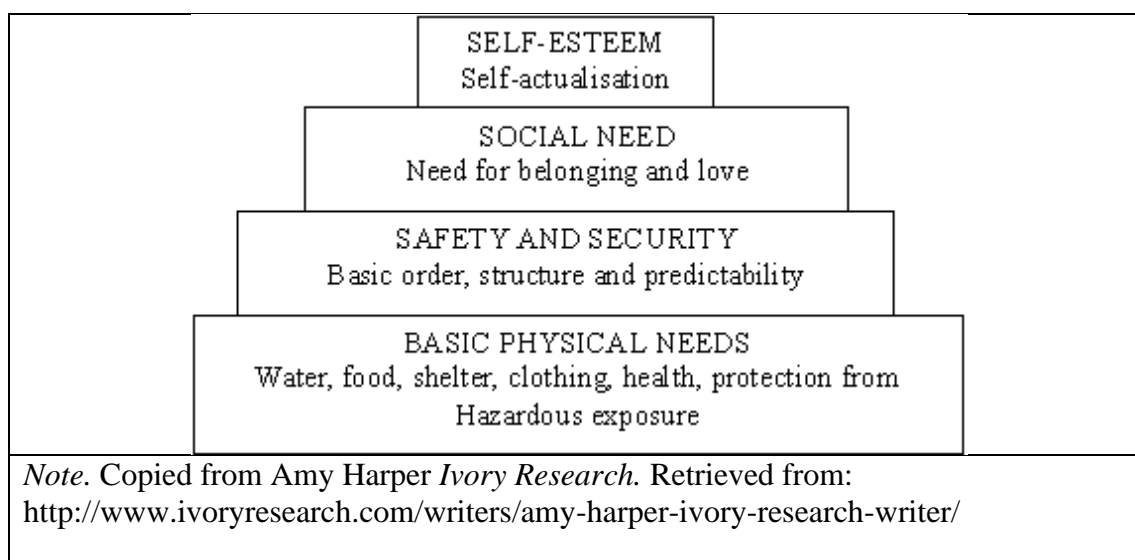 SELF-ESTEEM
Self-actualisation
SOCIAL NEED
Need for belonging and love
SAFETY AND SECURITY
Basic order, structure and predictability
BASIC PHYSICAL NEEDS
Water, food, shelter, clothing, health, protection from
Hazardous exposure
Note. Copied from Amy Harper Ivory Research. Retrieved from:
http://www.ivoryresearch.com/writers/amy-harper-ivory-research-writer/